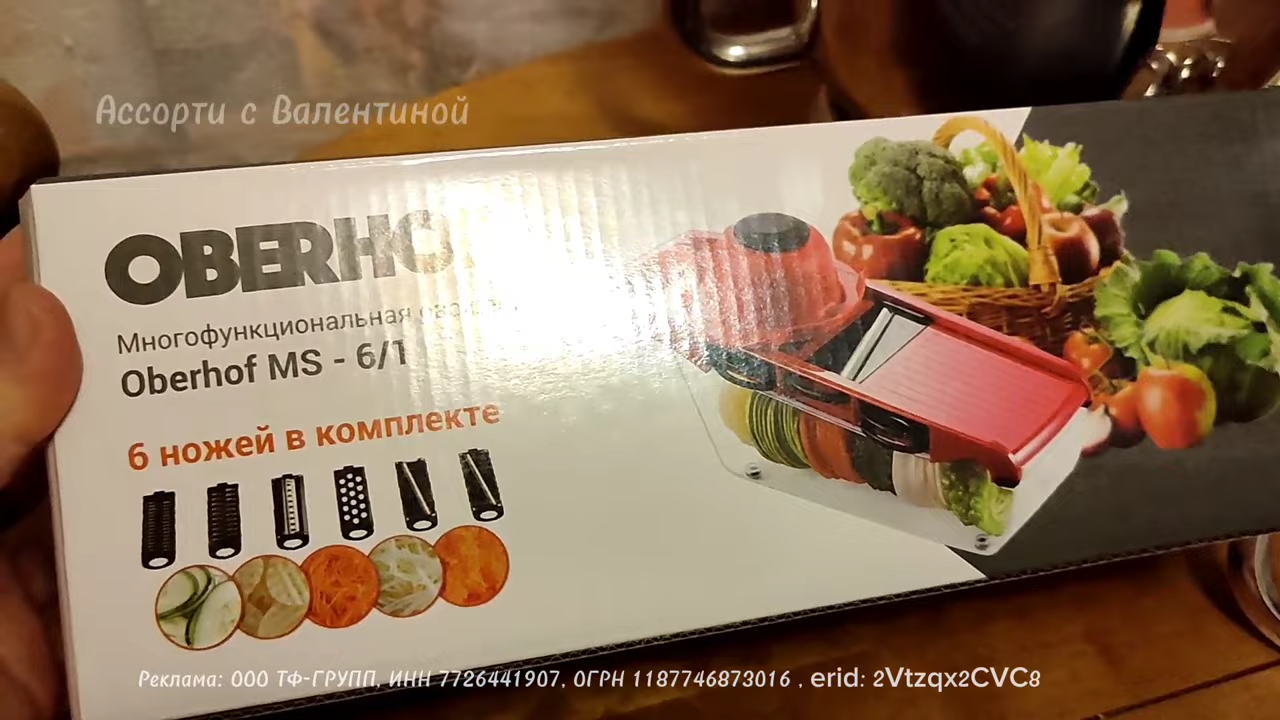 Ассорти с Валентиной
OBERHO
Многофункциональная
Oberhof MS - 6/1
6 ножей в комплекте
Реклама: ООО ТФ-ГРУПП, ИНН 7726441907, ОГРН 1187746873016 , erid: 2Vtzqx2CVC8